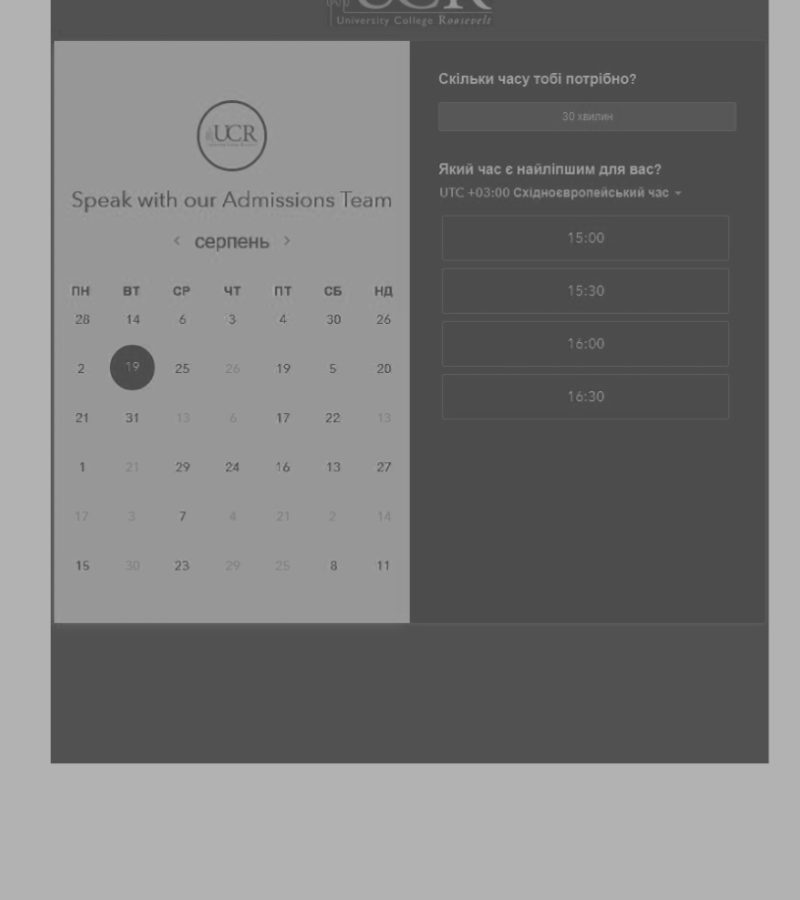 University College Roosevelt
UCR
Speak with our Admissions Team
серпень
ПН ВТ СР ЧТ ПТ СБ НД
28 14 6 3 4 30 26
2 19 25 26 19 5 20
21 31 13 6 17 22 13
1 21 29 24 16 13 27
17 3 7 4 21 2 14
15 30 23 29 25 8 11
Скільки часу тобі потрібно?
30 хвилин
Який час є найліпшим для вас?
UTC +03:00 Східноєвропейський час
15:00
15:30
16:00
16:30